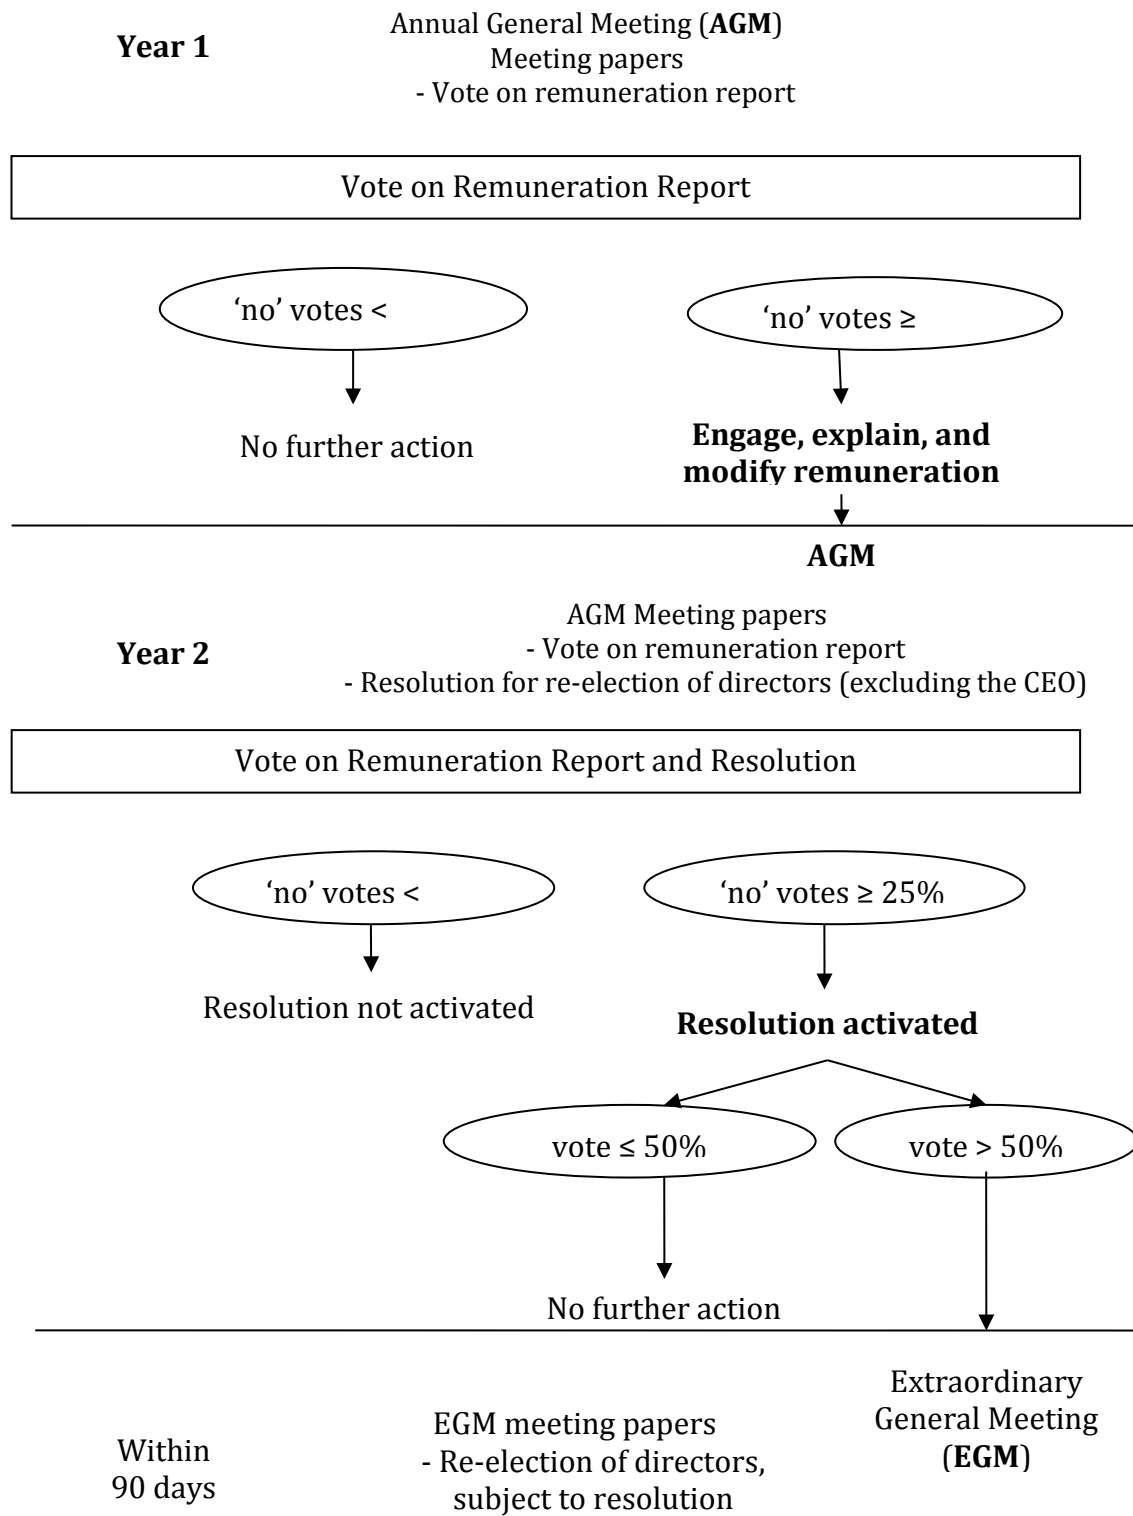 Year 1
Annual General Meeting (AGM)
Meeting papers
- Vote on remuneration report
Vote on Remuneration Report
‘no’ votes <
‘no’ votes ≥
No further action
Engage, explain, and
modify remuneration
AGM
Year 2
AGM Meeting papers
- Vote on remuneration report
- Resolution for re-election of directors (excluding the CEO)
Vote on Remuneration Report and Resolution
‘no’ votes <
‘no’ votes ≥ 25%
Resolution not activated
Resolution activated
vote ≤ 50%
vote > 50%
No further action
Within
90 days
EGM meeting papers
- Re-election of directors,
subject to resolution
Extraordinary
General Meeting
(EGM)